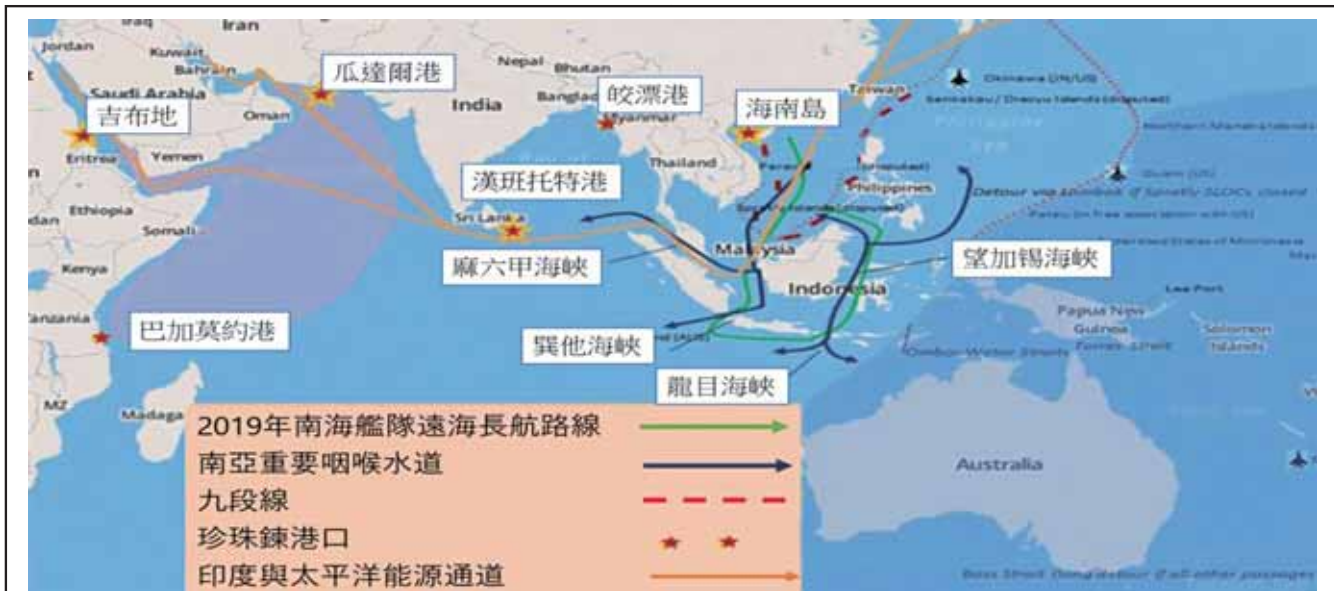 Iraq
Iran
Jordan
Kuwait
Bahrain
瓜達爾港
Nepal
Bhutan
Saudi Arabia
India
皎漂港
Myanmar
海南島
Taiwan
Okinawa (JN/US)
吉布地
Oman
Eritrea
Yemen
Thailand
漢班托特港
Philippines
Guam (US)
Ethiopia
Somali
Sri Lanka
Malaysia
Kenya
麻六甲海峽
望加锡海峽
Indonesia
Tanzania
巴加莫約港
巽他海峽
Papua New
Guinea
Solomon
Islands
龍目海峽
MZ
Madaga
2019年南海艦隊遠海長航路線
南亞重要咽喉水道
Australia
九段線
珍珠鍊港口
印度與太平洋能源通道